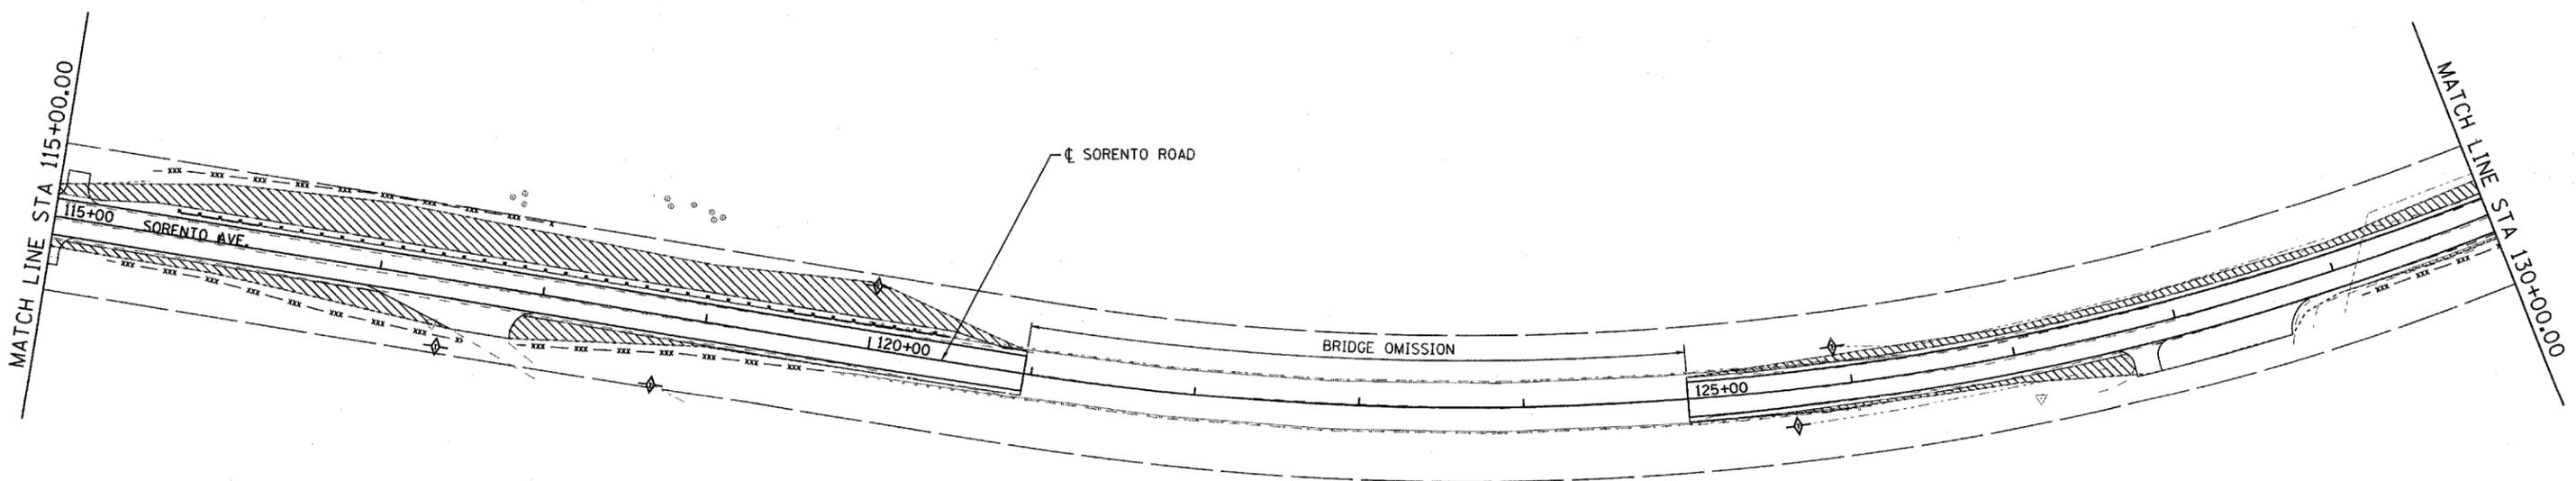 MATCH LINE STA 115+00.00
115+00
SORENTO AVE.
120+00
℄ SORENTO ROAD
BRIDGE OMISSION
125+00
MATCH LINE STA 130+00.00